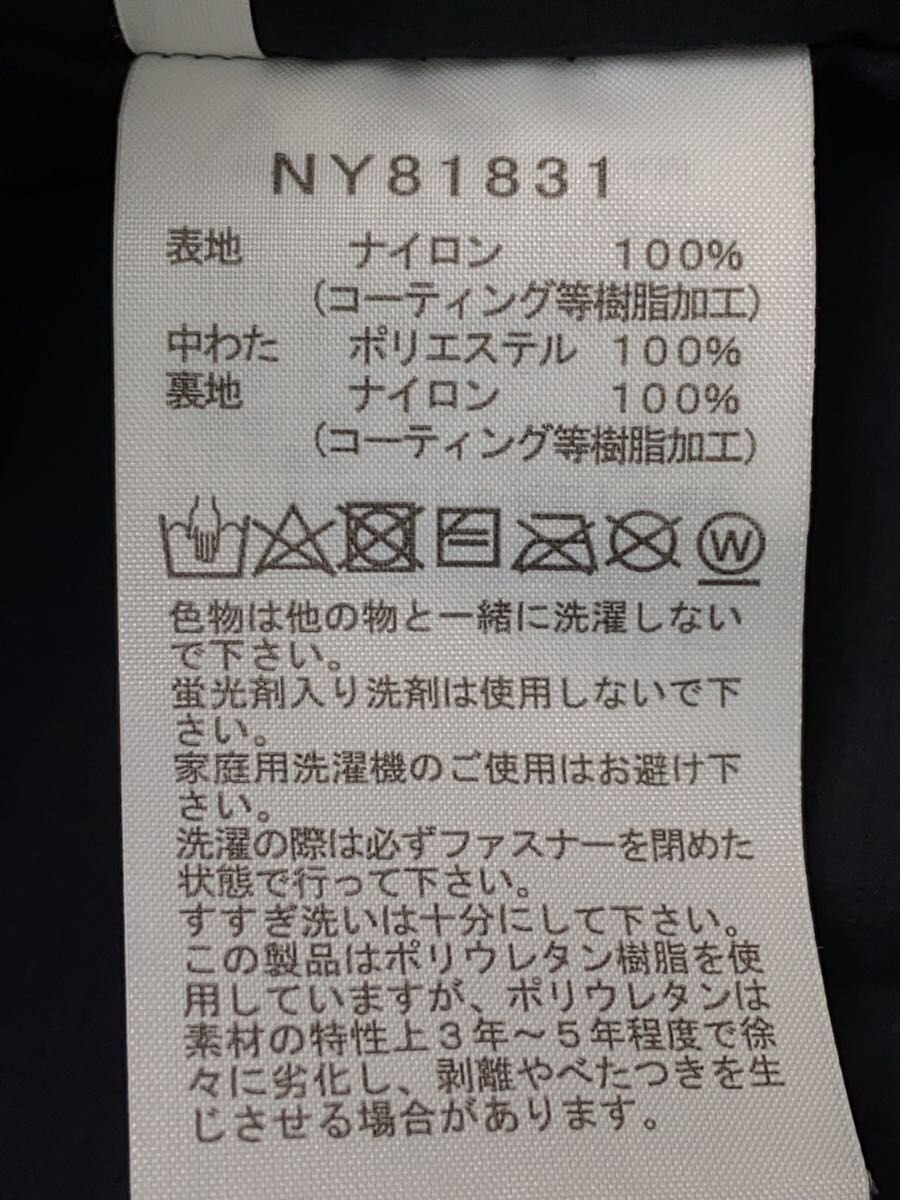 NY81831
表地 ナイロン 100%
(コーティング等樹脂加工)
中わた ポリエステル 100%
裏地 ナイロン 100%
(コーティング等樹脂加工)
W
色物は他の物と一緒に洗濯しない
で下さい。
蛍光剤入り洗剤は使用しないで下
さい。
家庭用洗濯機のご使用はお避け下
さい。
洗濯の際は必ずファスナーを閉めた
状態で行って下さい。
すすぎ洗いは十分にして下さい。
この製品はポリウレタン樹脂を使
用していますが、ポリウレタンは
素材の特性上3年~5年程度で徐
々に劣化し、剥離やべたつきを生
じさせる場合があります。